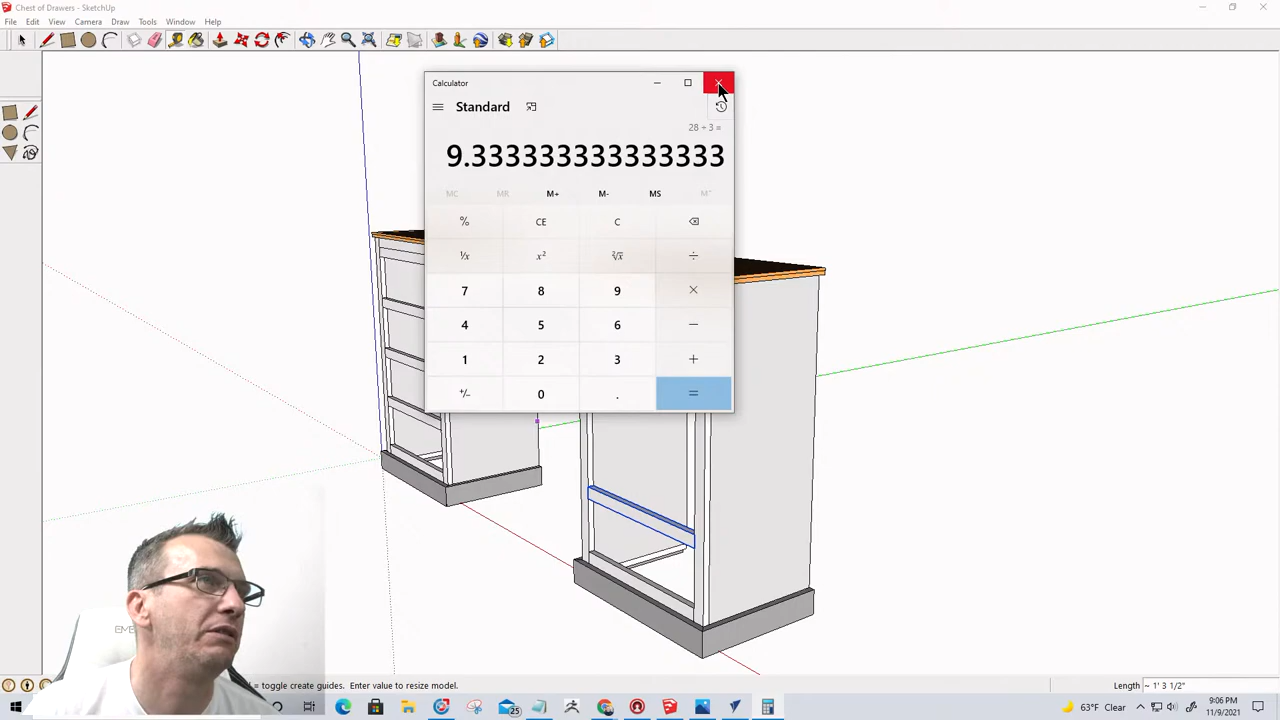 Chest of Drawers - SketchUp
File Edit View Camera Draw Tools Window Help
Calculator
Standard
28 ÷ 3 =
9.333333333333333
MC MR M+ M- MS M˅
% CE C
¹/x x² ²√x ÷
7 8 9 ×
4 5 6 −
1 2 3 +
+/- 0 . =
EME
= toggle create guides. Enter value to resize model.
Length ~ 1' 3 1/2"
25
63°F Clear
9:06 PM
11/9/2021